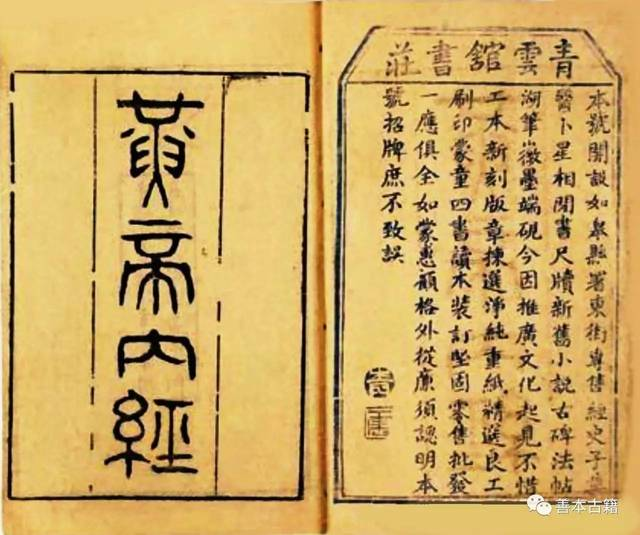 青雲舘書莊
本號開設如皋縣署東街專售經史子集
醫卜星相閒書尺牘新舊小説古碑法帖
湖筆徽墨端硯今因推廣文化起見不惜
工本新刻版章揀選淨純重紙精選良工
刷印蒙童四書讀本裝訂堅固零售批發
一應俱全如蒙惠顧格外從廉須認明本
號招牌庶不致誤
黃帝內經
善本古籍